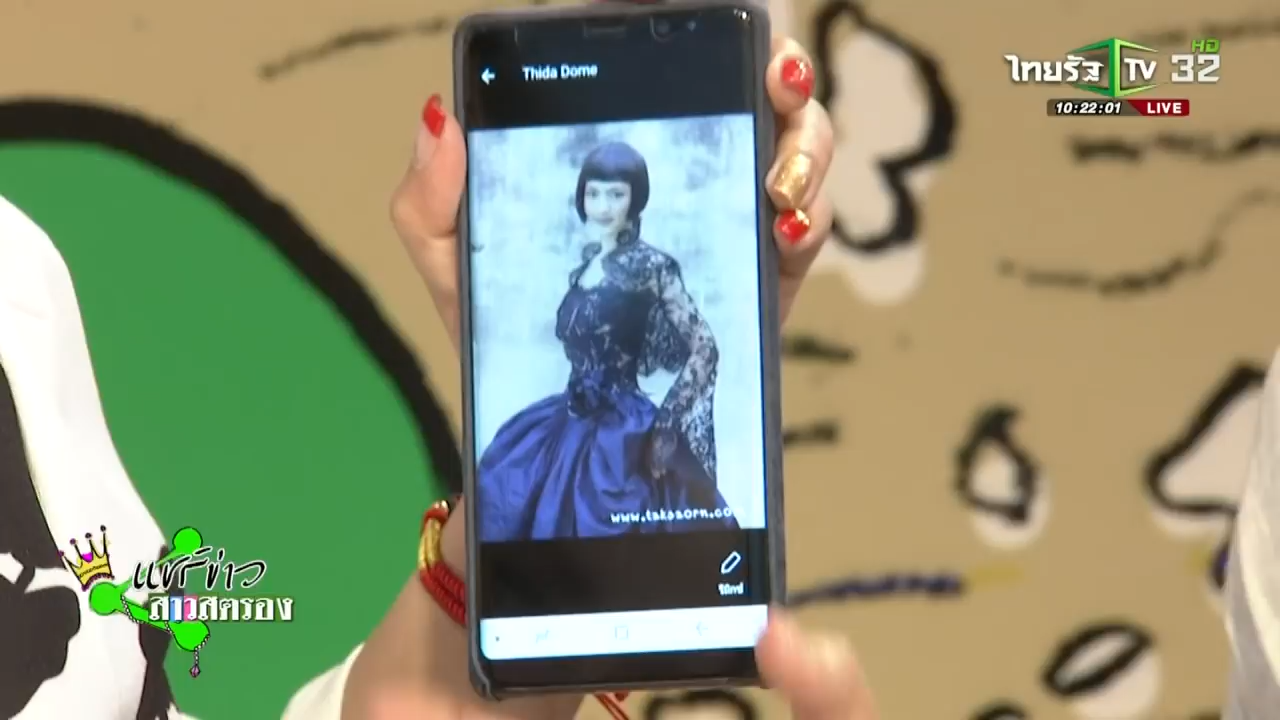 Thida Dome
ไทยรัฐ TV HD 32
10:22:01 LIVE
www.takasorn.co
แชร์ข่าว
สาวสตรอง